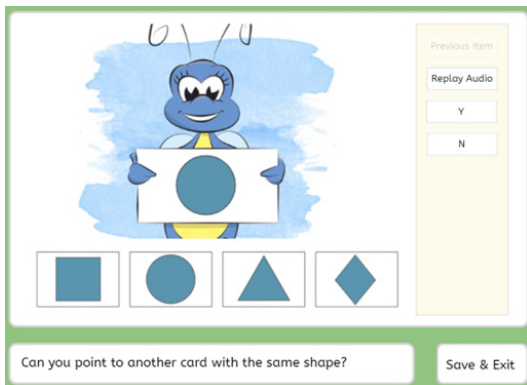 Previous Item
Replay Audio
Y
N
Can you point to another card with the same shape?
Save & Exit